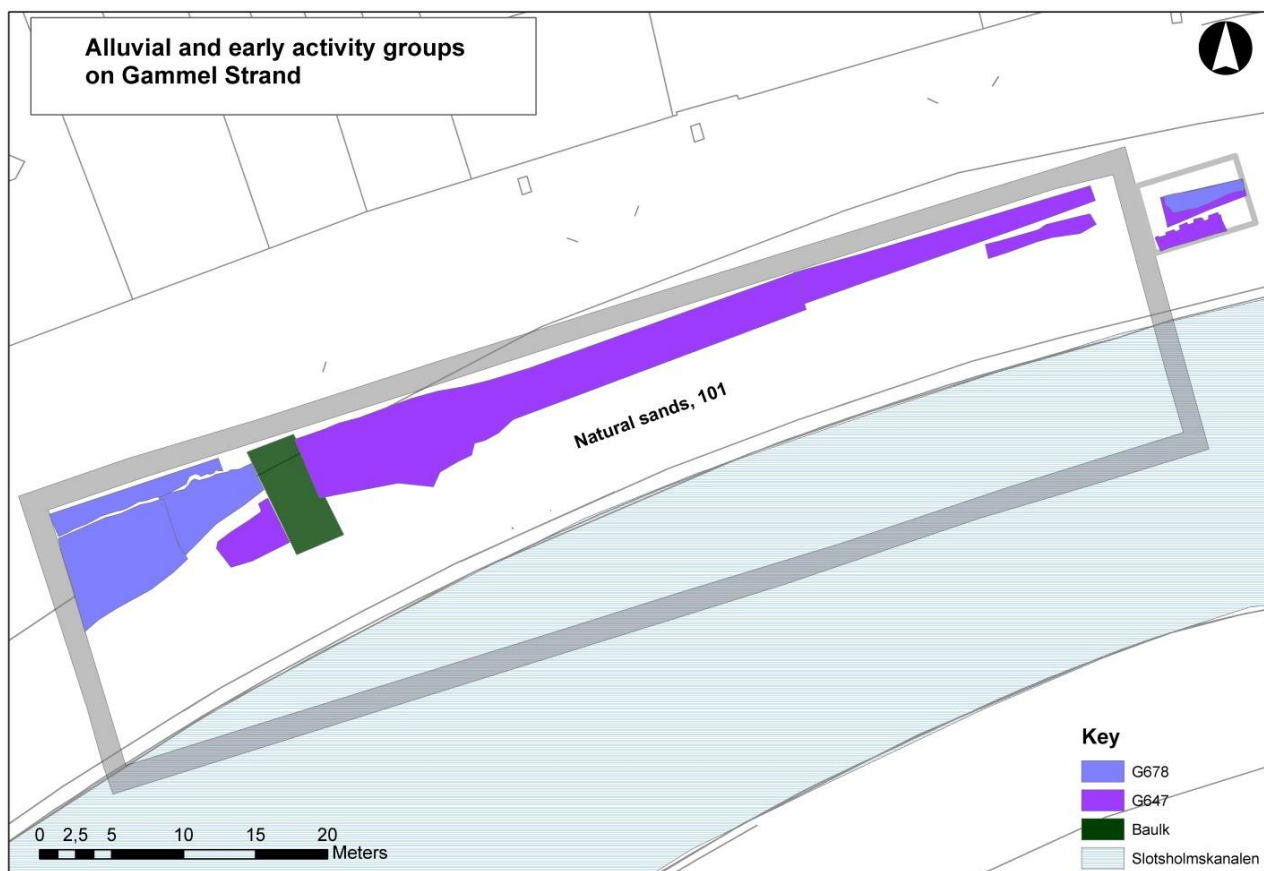 Alluvial and early activity groups
on Gammel Strand
Natural sands, 101
Key
G678
G647
Baulk
Slotsholmskanalen
0 2,5 5 10 15 20
Meters